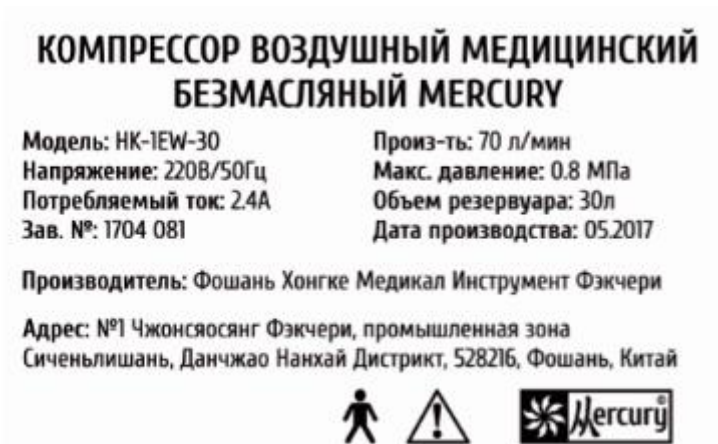 КОМПРЕССОР ВОЗДУШНЫЙ МЕДИЦИНСКИЙ
БЕЗМАСЛЯНЫЙ MERCURY
Модель: HK-1EW-30
Напряжение: 220В/50Гц
Потребляемый ток: 2.4А
Зав. №: 1704 081
Произ-ть: 70 л/мин
Макс. давление: 0.8 МПа
Объем резервуара: 30л
Дата производства: 05.2017
Производитель: Фошань Хонгке Медикал Инструмент Фэкчери
Адрес: №1 Чжонсяосянг Фэкчери, промышленная зона
Сиченьлишань, Данчжао Нанхай Дистрикт, 528216, Фошань, Китай
Mercury©